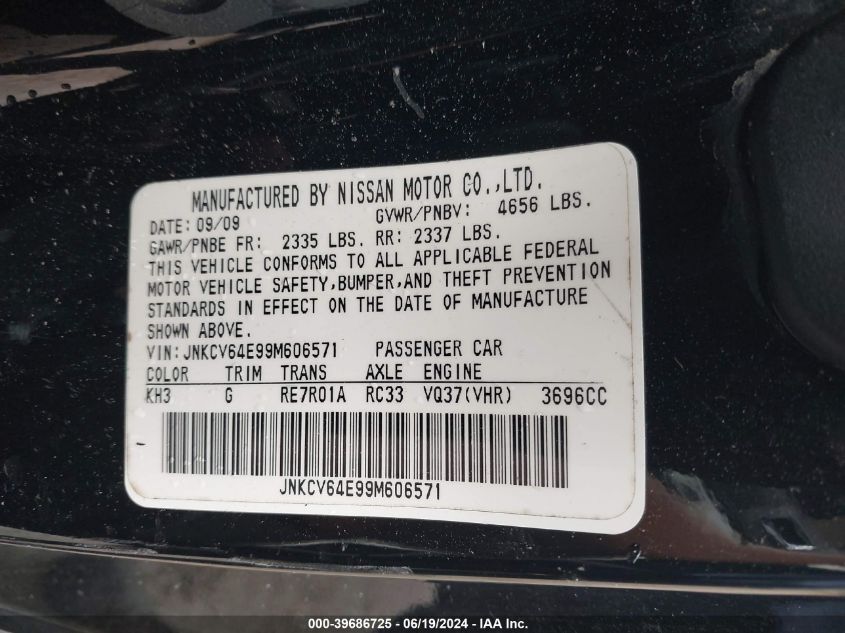 MANUFACTURED BY NISSAN MOTOR CO.,LTD.
DATE: 09/09 GVWR/PNBV: 4656 LBS.
GAWR/PNBE FR: 2335 LBS. RR: 2337 LBS.
THIS VEHICLE CONFORMS TO ALL APPLICABLE FEDERAL
MOTOR VEHICLE SAFETY,BUMPER,AND THEFT PREVENTION
STANDARDS IN EFFECT ON THE DATE OF MANUFACTURE
SHOWN ABOVE.
VIN:JNKCV64E99M606571 PASSENGER CAR
COLOR TRIM TRANS AXLE ENGINE
KH3 G RE7R01A RC33 VQ37(VHR) 3696CC
JNKCV64E99M606571
000-39686725 - 06/19/2024 - IAA Inc.